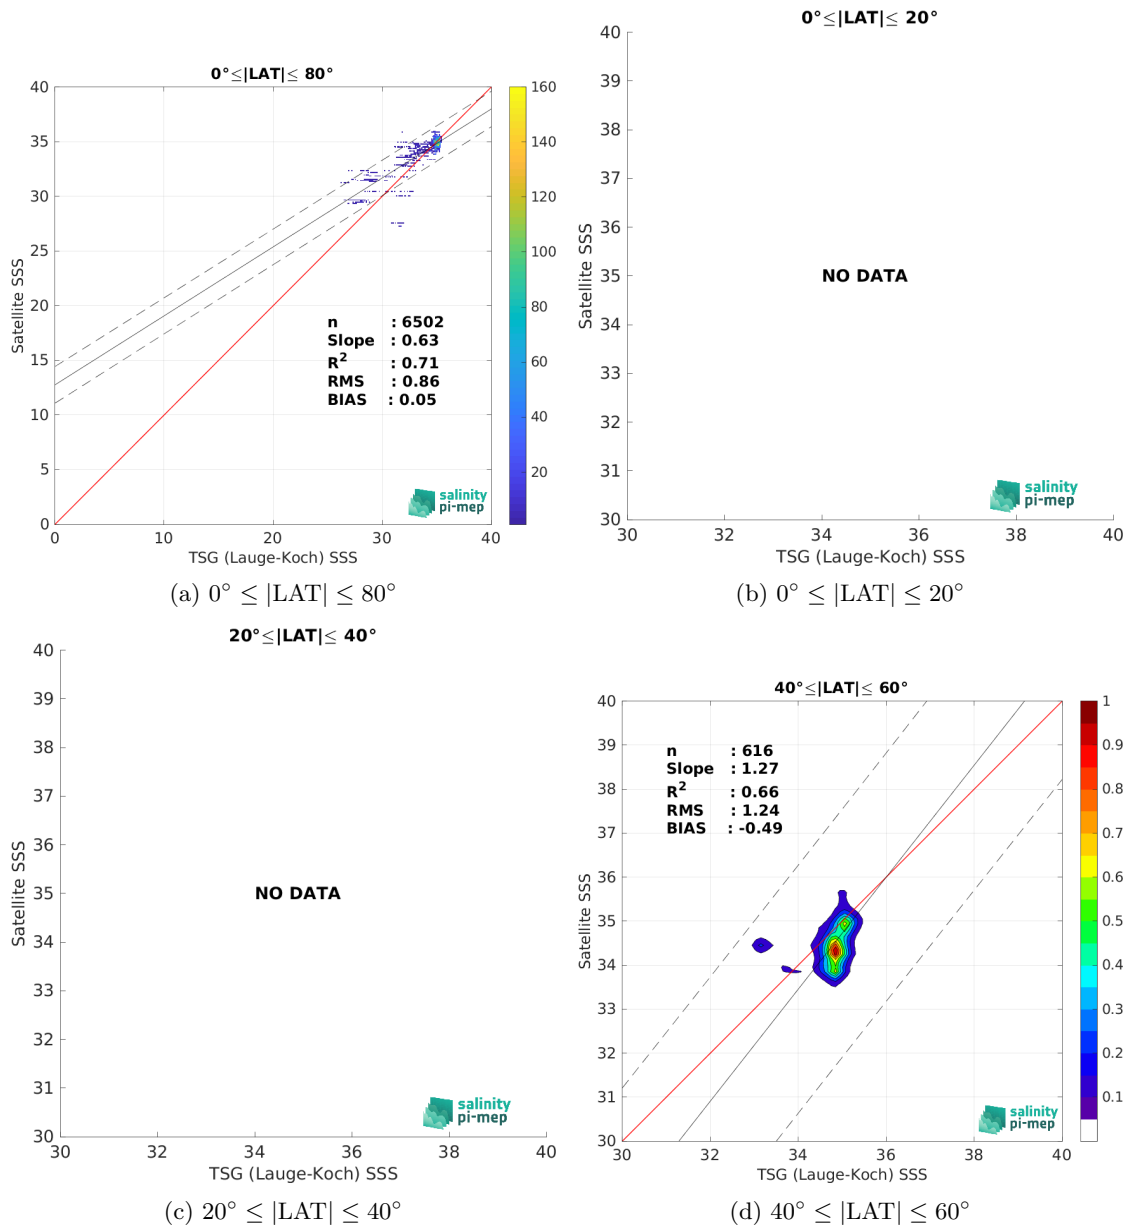 0°≤|LAT|≤ 80°
40
35
30
25
20
15
10
5
0
Satellite SSS
n : 6502
Slope : 0.63
R2 : 0.71
RMS : 0.86
BIAS : 0.05
salinity
pi-mep
0 10 20 30 40
TSG (Lauge-Koch) SSS
160
140
120
100
80
60
40
20
(a) 0° ≤ |LAT| ≤ 80°
0°≤|LAT|≤ 20°
40
39
38
37
36
35
34
33
32
31
30
Satellite SSS
NO DATA
salinity
pi-mep
30 32 34 36 38 40
TSG (Lauge-Koch) SSS
(b) 0° ≤ |LAT| ≤ 20°
20°≤|LAT|≤ 40°
40
39
38
37
36
35
34
33
32
31
30
Satellite SSS
NO DATA
salinity
pi-mep
30 32 34 36 38 40
TSG (Lauge-Koch) SSS
(c) 20° ≤ |LAT| ≤ 40°
40°≤|LAT|≤ 60°
40
39
38
37
36
35
34
33
32
31
30
Satellite SSS
n : 616
Slope : 1.27
R2 : 0.66
RMS : 1.24
BIAS : -0.49
salinity
pi-mep
30 32 34 36 38 40
TSG (Lauge-Koch) SSS
1
0.9
0.8
0.7
0.6
0.5
0.4
0.3
0.2
0.1
(d) 40° ≤ |LAT| ≤ 60°